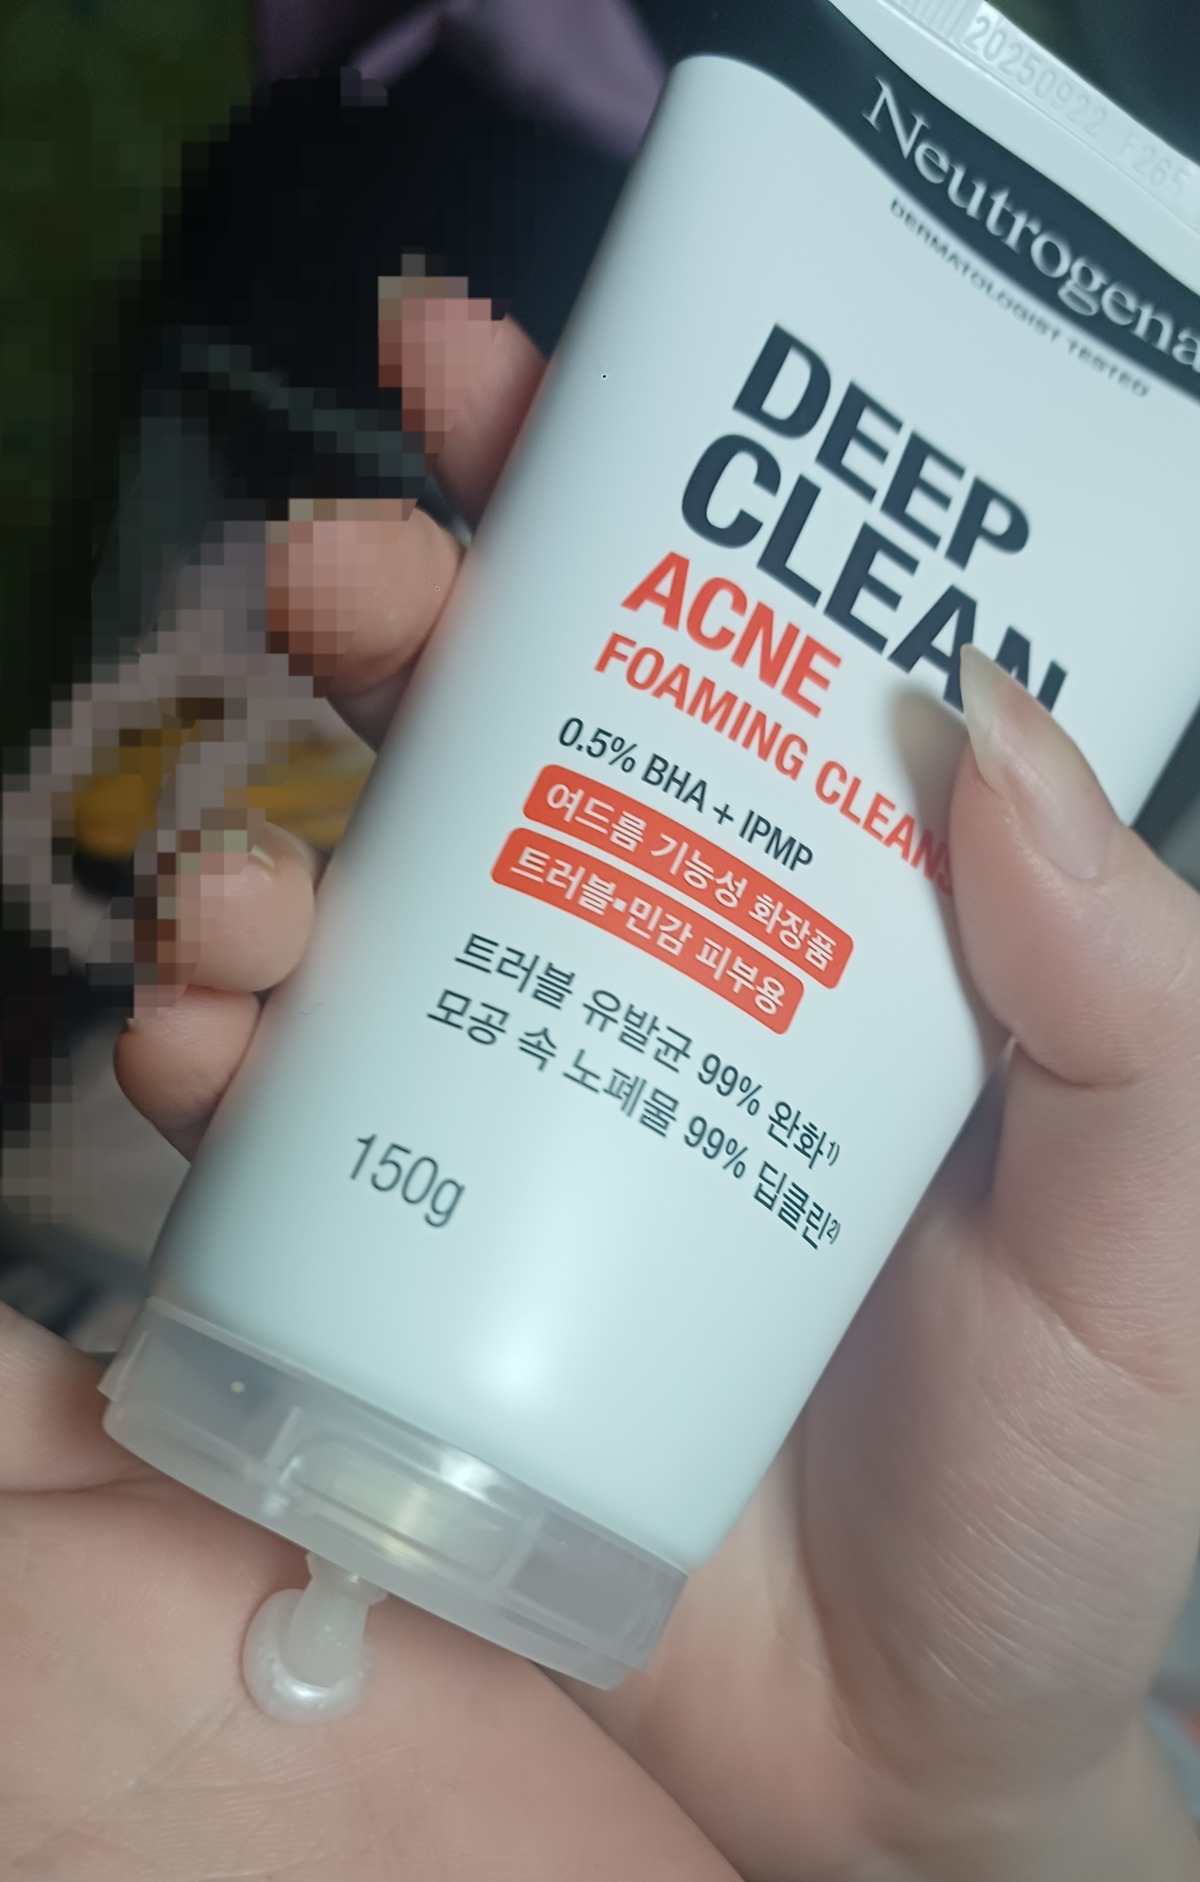 20250922 F265
Neutrogena
DERMATOLOGIST TESTED
DEEP
CLEAN
ACNE
FOAMING
0.5% BHA + IPMP
여드름 기능성 화장품
트러블•민감 피부용
트러블 유발균 99% 완화1)
모공 속 노폐물 99% 딥클린2)
150g